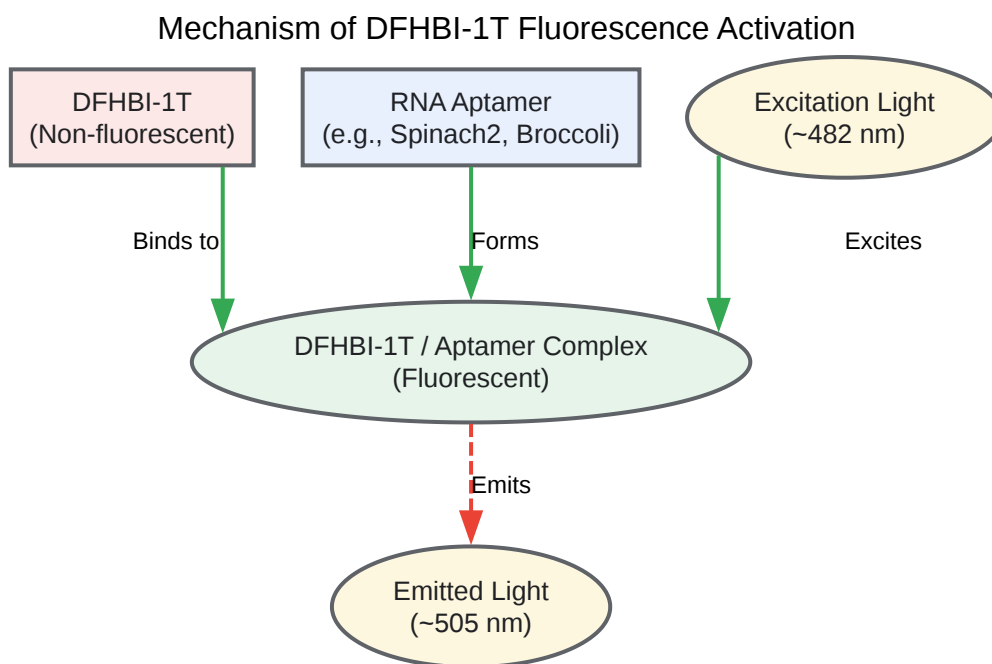 Mechanism of DFHBI-1T Fluorescence Activation
DFHBI-1T
(Non-fluorescent)
RNA Aptamer
(e.g., Spinach2, Broccoli)
Excitation Light
(~482 nm)
Binds to
Forms
Excites
DFHBI-1T / Aptamer Complex
(Fluorescent)
Emits
Emitted Light
(~505 nm)